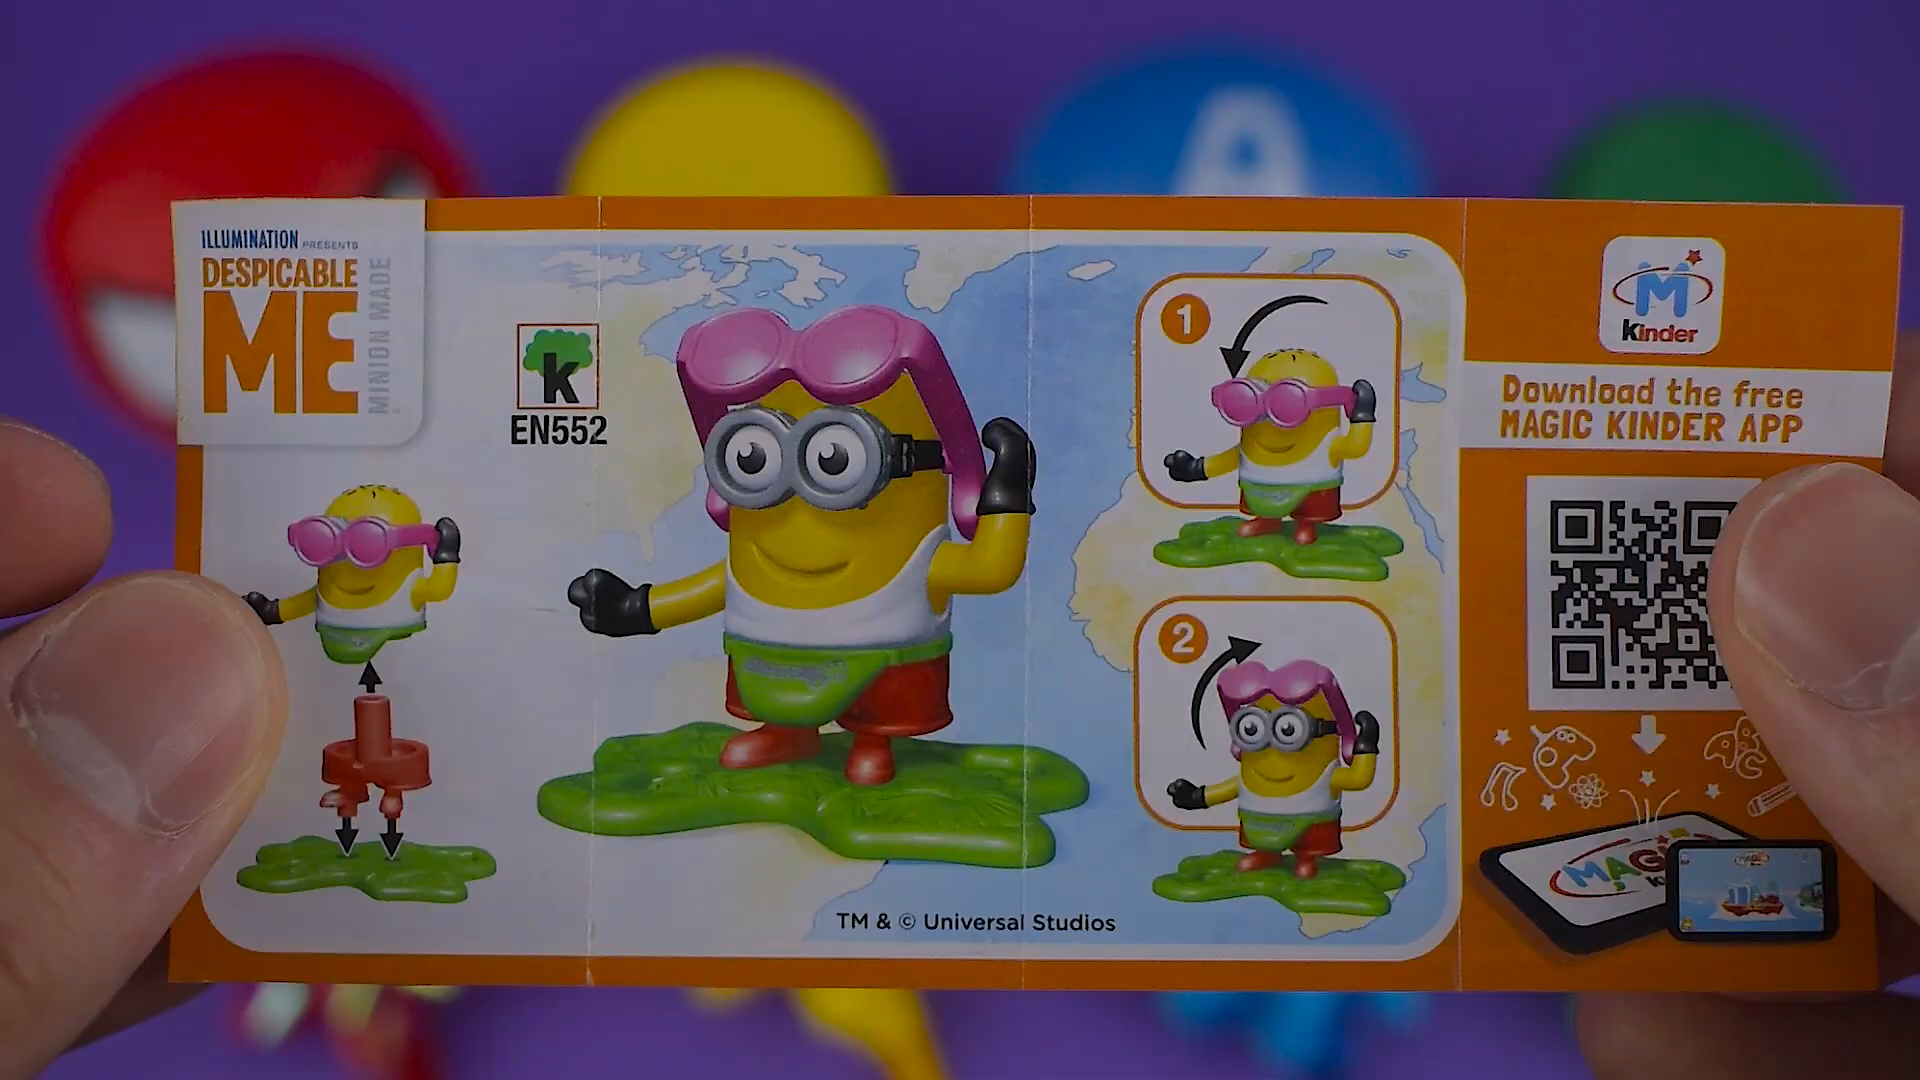 ILLUMINATION PRESENTS
DESPICABLE
ME
MINION MADE
k
EN552
1
2
TM & © Universal Studios
Kinder
Download the free
MAGIC KINDER APP
A